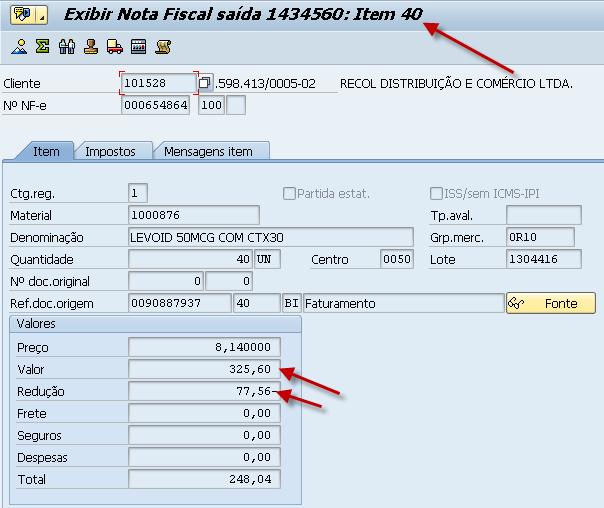 Exibir Nota Fiscal saída 1434560: Item 40
Cliente 101528 .598.413/0005-02 RECOL DISTRIBUIÇÃO E COMÉRCIO LTDA.
Nº NF-e 000654864 100
Item Impostos Mensagens item
Ctg.reg. 1 Partida estat. ISS/sem ICMS-IPI
Material 1000876 Tp.aval.
Denominação LEVOID 50MCG COM CTX30 Grp.merc. 0R10
Quantidade 40 UN Centro 0050 Lote 1304416
Nº doc.original 0 0
Ref.doc.origem 0090887937 40 BI Faturamento Fonte
Valores
Preço 8,140000
Valor 325,60
Redução 77,56-
Frete 0,00
Seguros 0,00
Despesas 0,00
Total 248,04